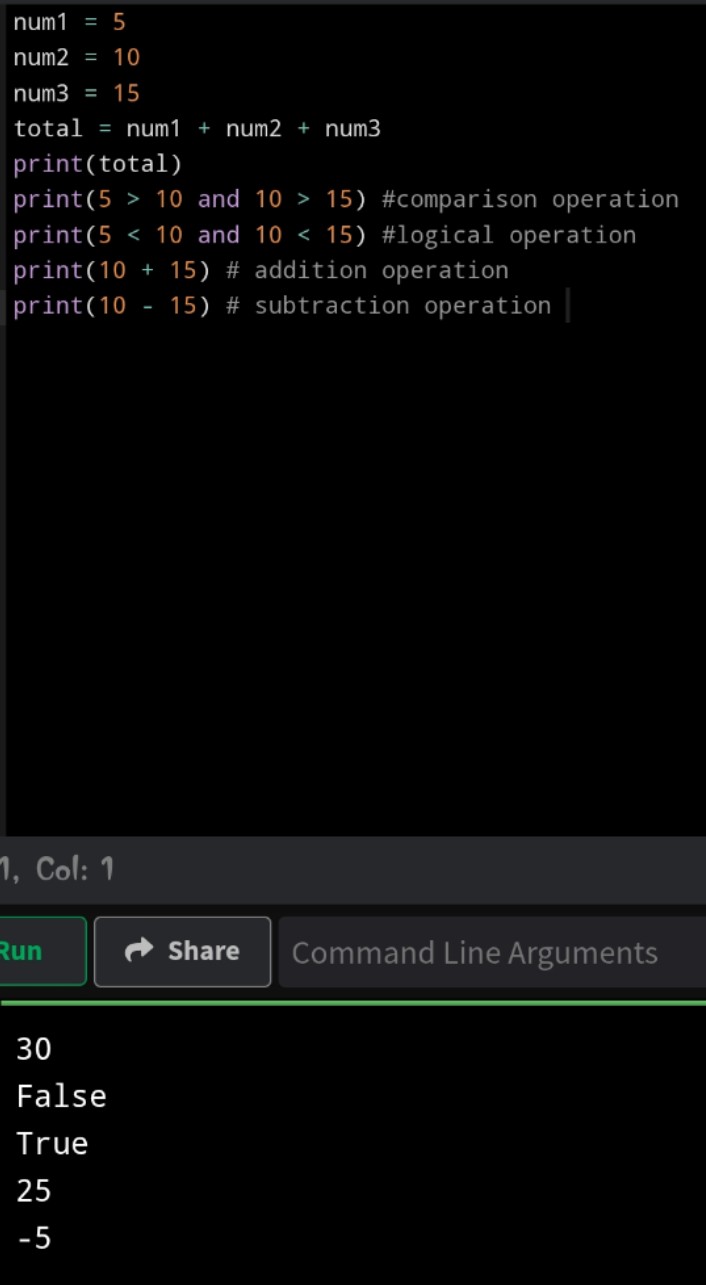 num1 = 5
num2 = 10
num3 = 15
total = num1 + num2 + num3
print(total)
print(5 > 10 and 10 > 15) #comparison operation
print(5 < 10 and 10 < 15) #logical operation
print(10 + 15) # addition operation
print(10 - 15) # subtraction operation
1, Col: 1
Run Share Command Line Arguments
30
False
True
25
-5